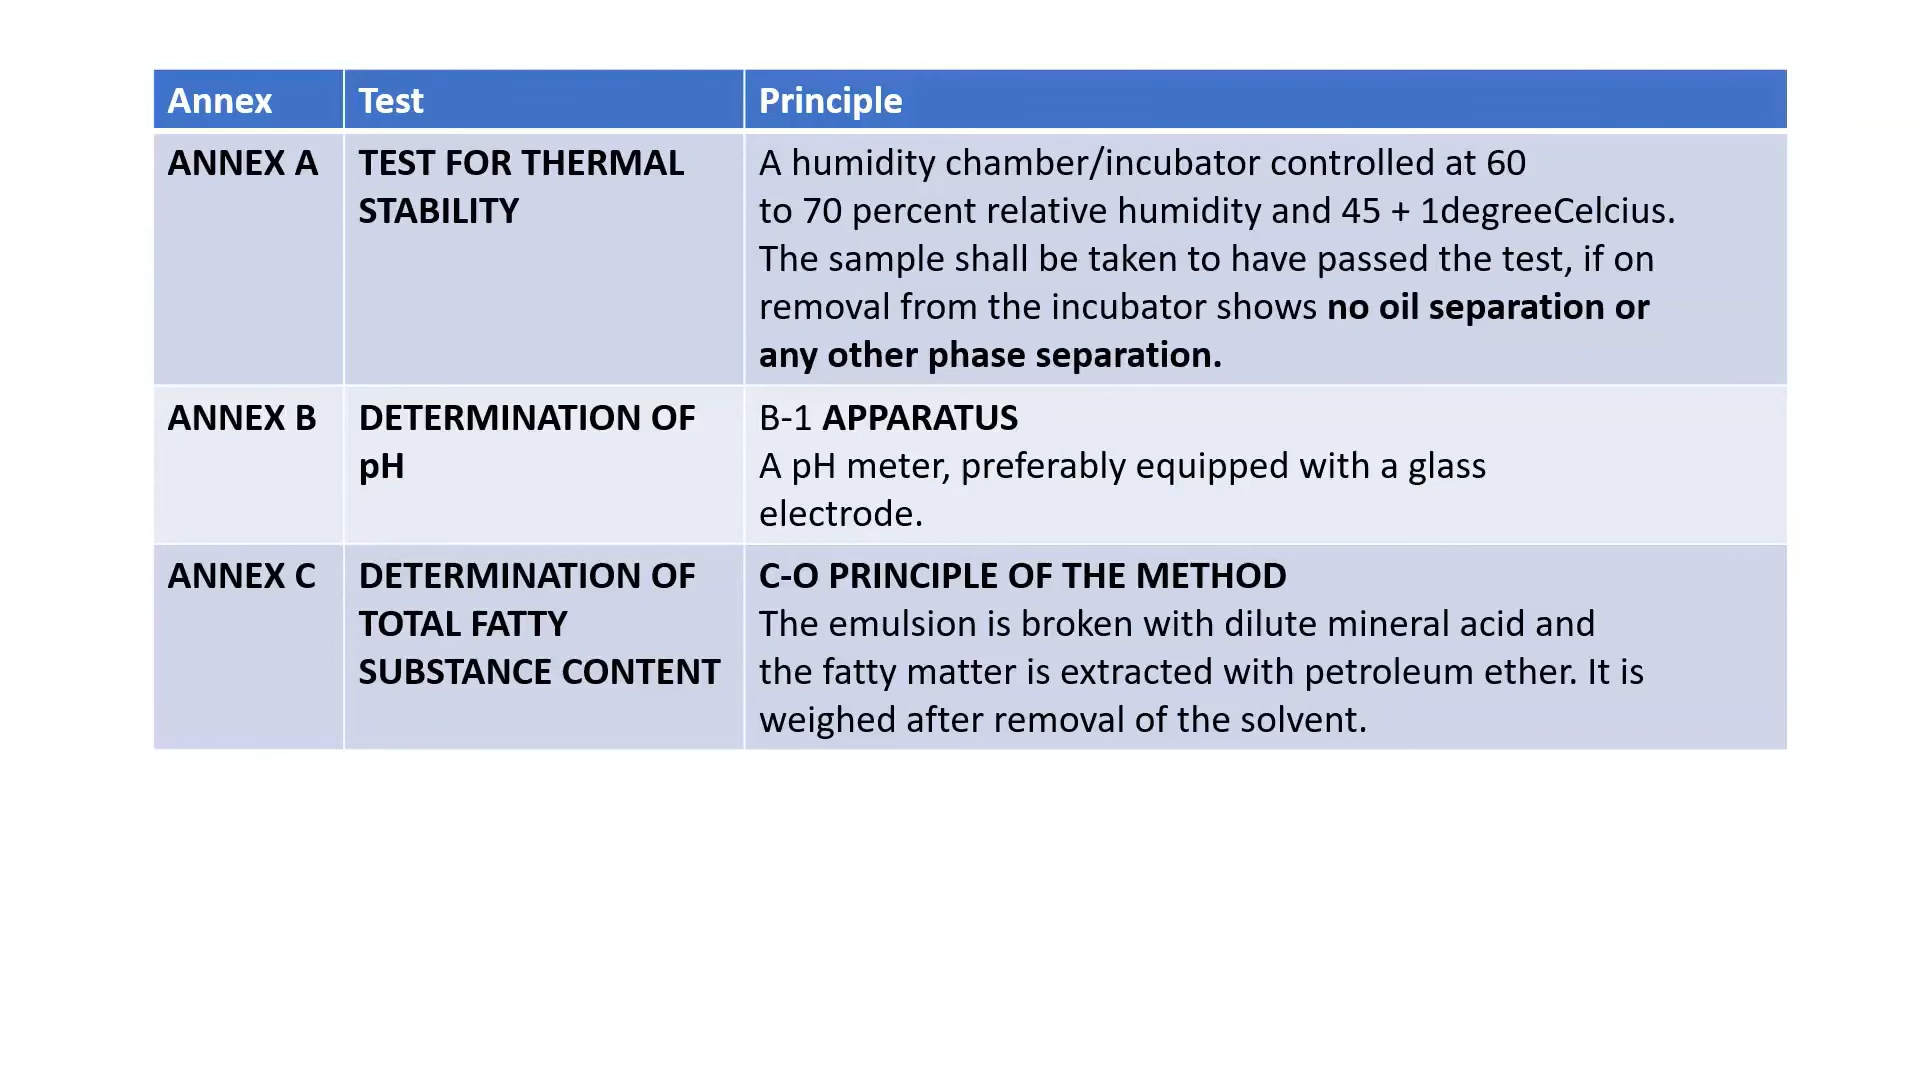 Annex
Test
Principle
ANNEX A
TEST FOR THERMAL
STABILITY
A humidity chamber/incubator controlled at 60
to 70 percent relative humidity and 45 + 1degreeCelcius.
The sample shall be taken to have passed the test, if on
removal from the incubator shows no oil separation or
any other phase separation.
ANNEX B
DETERMINATION OF
pH
B-1 APPARATUS
A pH meter, preferably equipped with a glass
electrode.
ANNEX C
DETERMINATION OF
TOTAL FATTY
SUBSTANCE CONTENT
C-O PRINCIPLE OF THE METHOD
The emulsion is broken with dilute mineral acid and
the fatty matter is extracted with petroleum ether. It is
weighed after removal of the solvent.